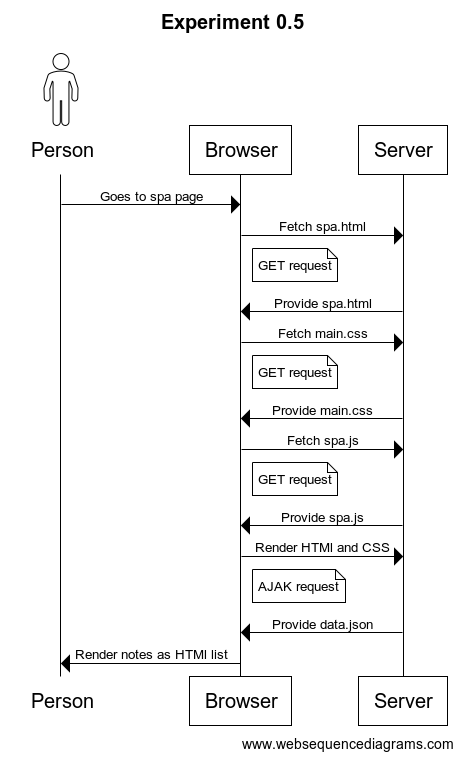 Experiment 0.5
Person
Browser
Server
Goes to spa page
Fetch spa.html
GET request
Provide spa.html
Fetch main.css
GET request
Provide main.css
Fetch spa.js
GET request
Provide spa.js
Render HTMl and CSS
AJAK request
Provide data.json
Render notes as HTMl list
Person
Browser
Server
www.websequencediagrams.com